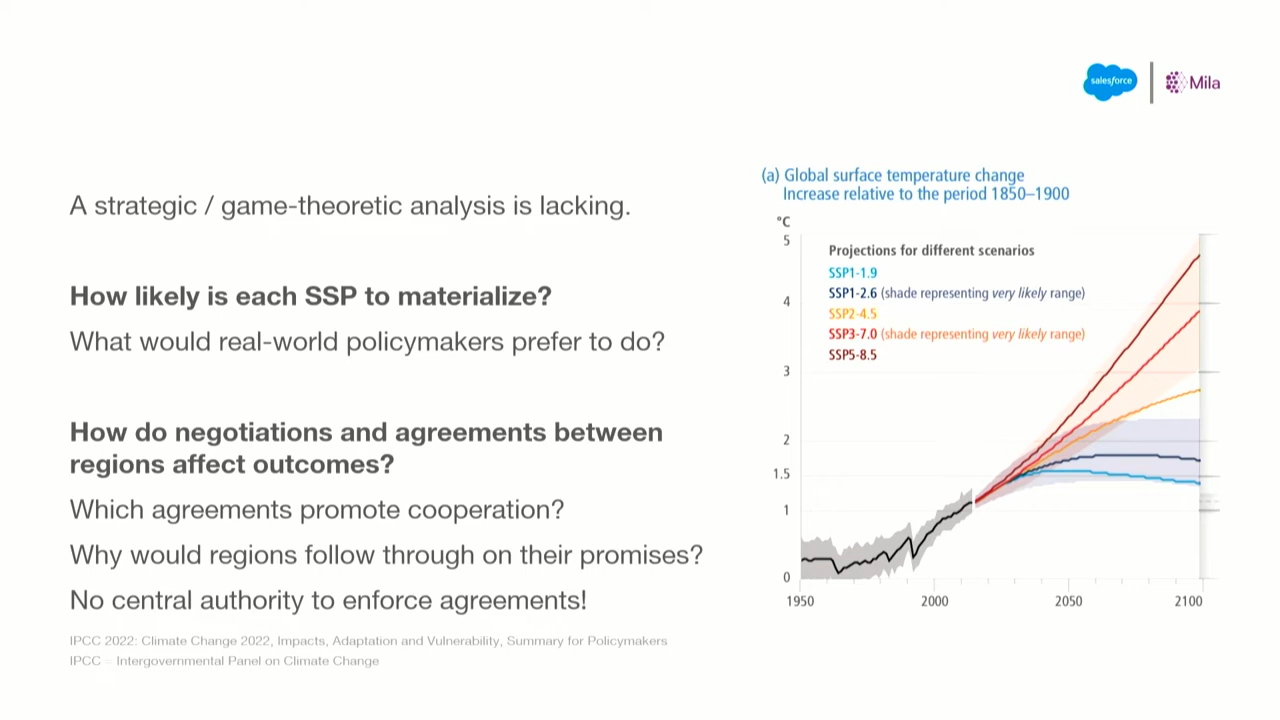 salesforce
Mila
A strategic / game-theoretic analysis is lacking.
How likely is each SSP to materialize?
What would real-world policymakers prefer to do?
How do negotiations and agreements between
regions affect outcomes?
Which agreements promote cooperation?
Why would regions follow through on their promises?
No central authority to enforce agreements!
IPCC 2022: Climate Change 2022, Impacts, Adaptation and Vulnerability, Summary for Policymakers
IPCC = Intergovernmental Panel on Climate Change
(a) Global surface temperature change
Increase relative to the period 1850–1900
°C
5
4
3
2
1.5
1
0
Projections for different scenarios
SSP1-1.9
SSP1-2.6 (shade representing very likely range)
SSP2-4.5
SSP3-7.0 (shade representing very likely range)
SSP5-8.5
1950
2000
2050
2100